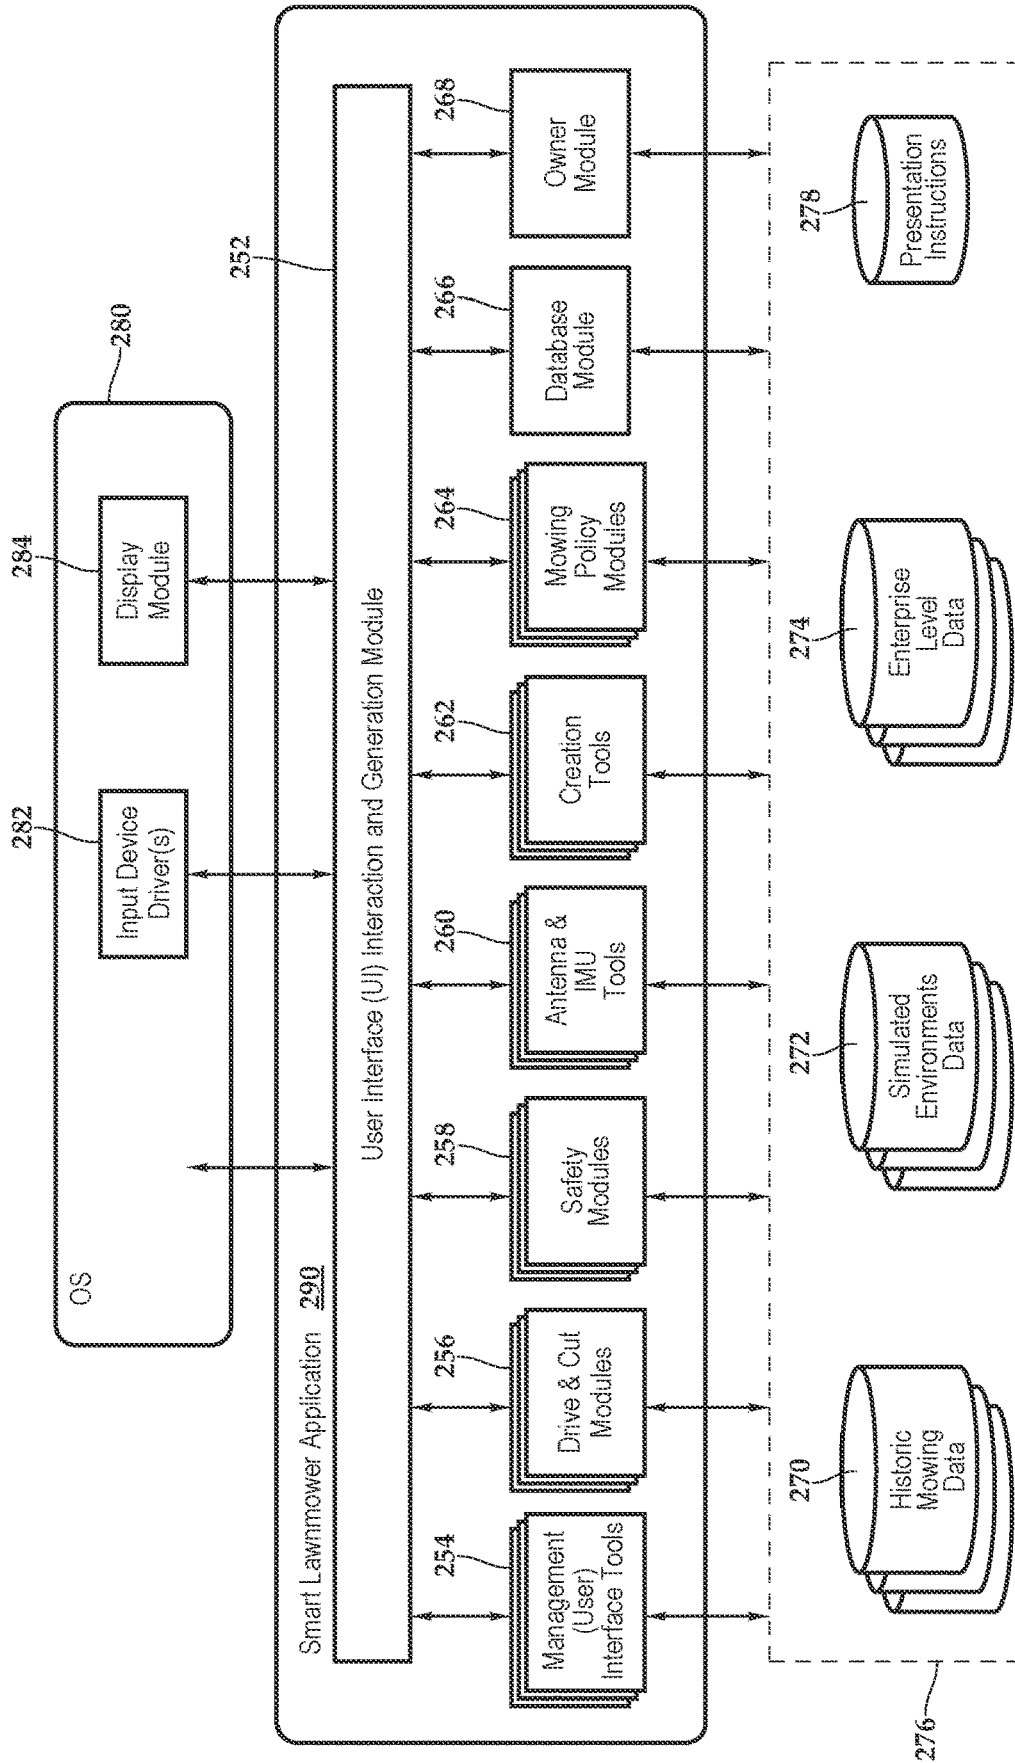 OS
280
Input Device
Driver(s)
282
Display
Module
284
Smart Lawnmower Application 290
User Interface (UI) Interaction and Generation Module
252
Management
(User)
Interface Tools
254
Drive & Cut
Modules
256
Safety
Modules
258
Antenna &
IMU
Tools
260
Creation
Tools
262
Mowing
Policy
Modules
264
Database
Module
266
Owner
Module
268
276
Historic
Mowing
Data
270
Simulated
Environments
Data
272
Enterprise
Level
Data
274
Presentation
Instructions
278